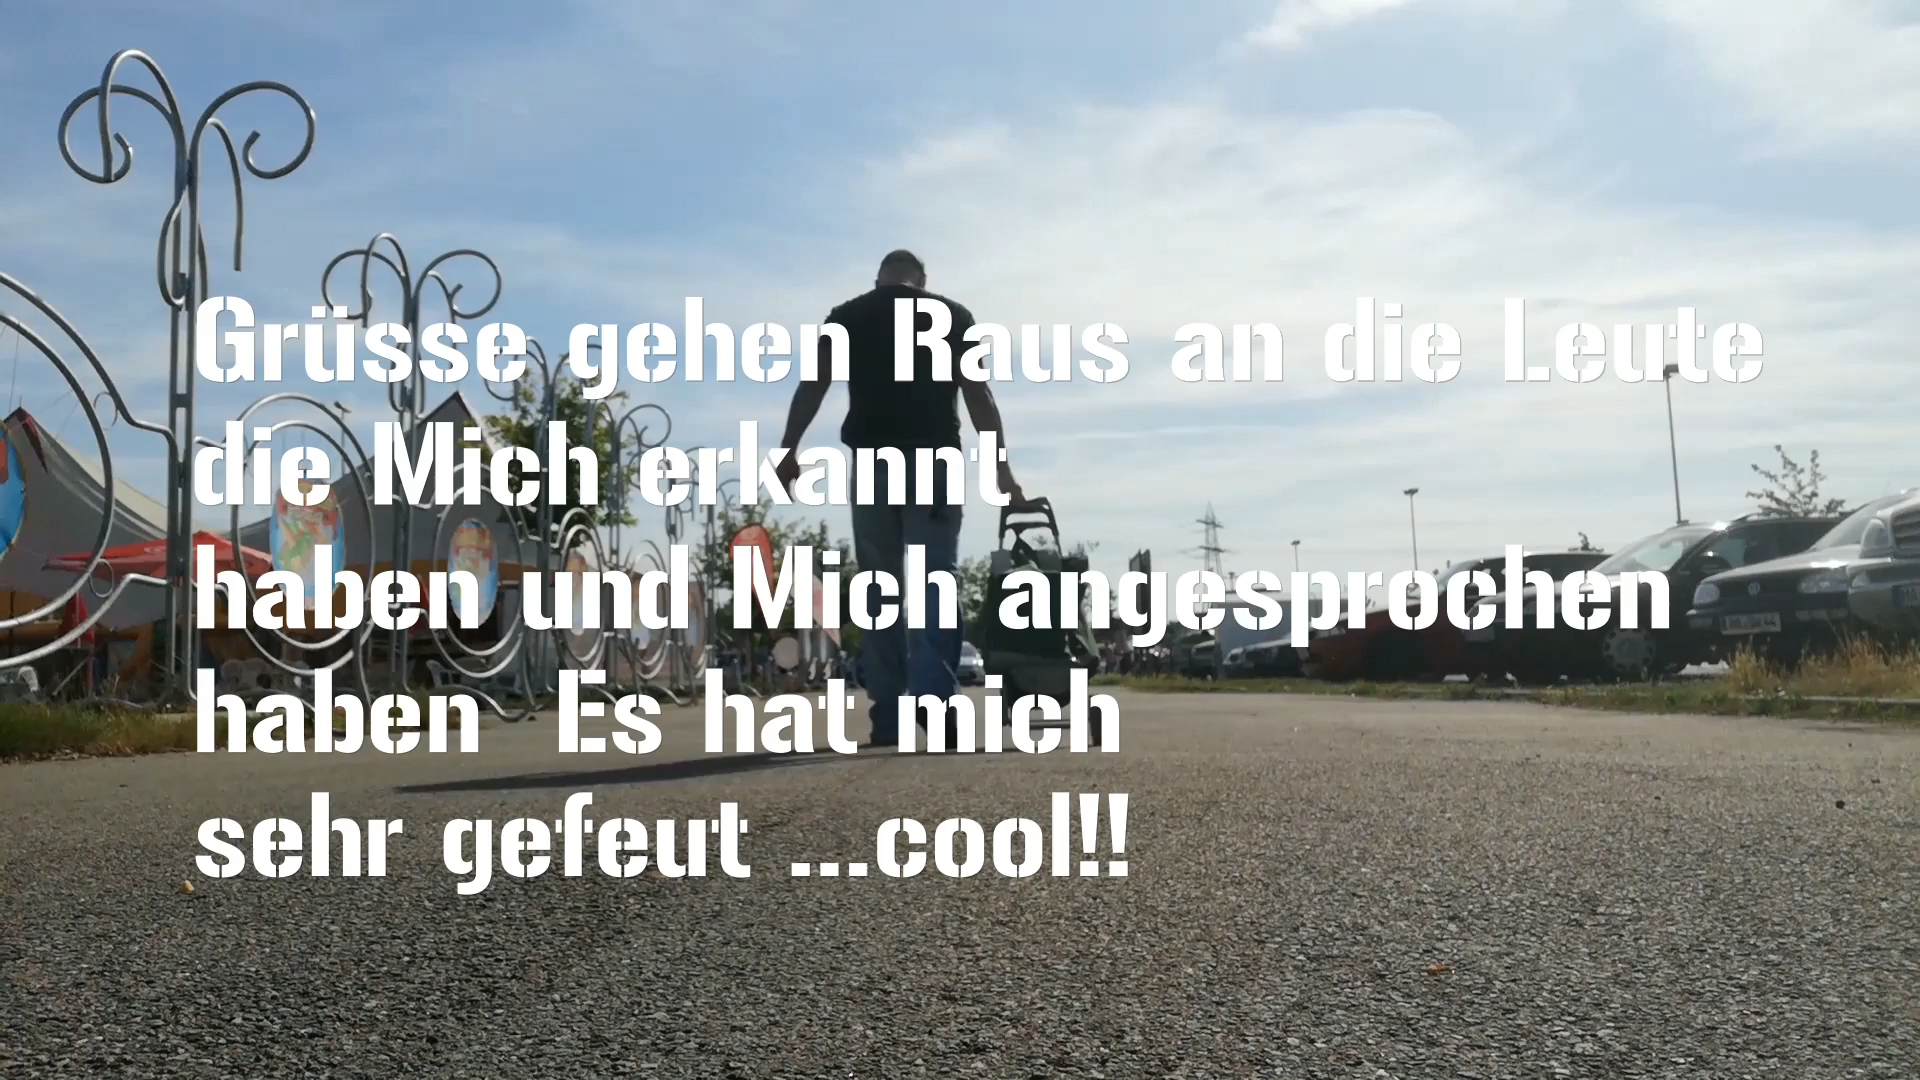 Grüsse gehen Raus an die Leute
die Mich erkannt
haben und Mich angesprochen
haben  Es hat mich
sehr gefeut ...cool!!